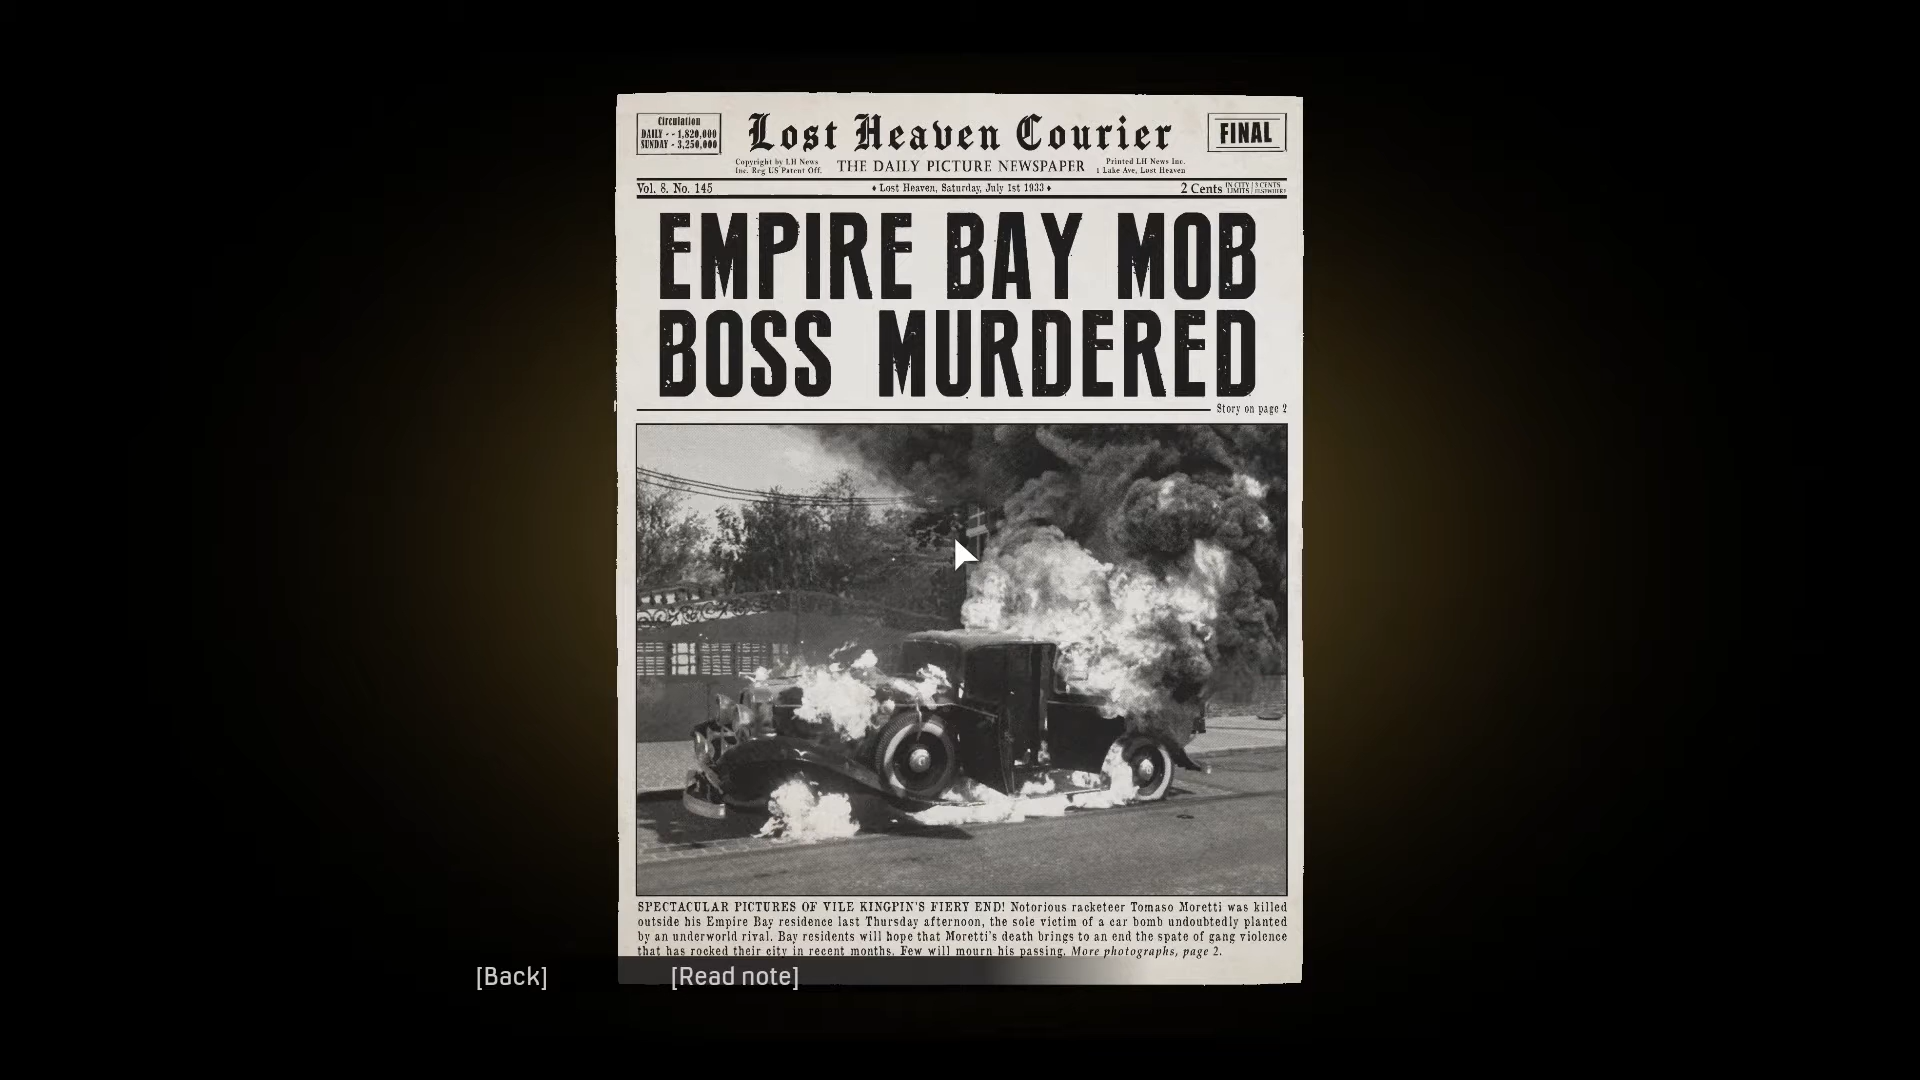 Circulation
DAILY - - 1,820,000
SUNDAY - 3,250,000
Lost Heaven Courier
FINAL
Copyright by LH News
Inc. Reg US Patent Off.
THE DAILY PICTURE NEWSPAPER
Printed LH News Inc.
1 Lake Ave, Lost Heaven
Vol. 8. No. 145
♦ Lost Heaven, Saturday, July 1st 1933 ♦
2 Cents
IN CITY
LIMITS
3 CENTS
ELSEWHERE
EMPIRE BAY MOB
BOSS MURDERED
Story on page 2
SPECTACULAR PICTURES OF VILE KINGPIN'S FIERY END! Notorious racketeer Tomaso Moretti was killed
outside his Empire Bay residence last Thursday afternoon, the sole victim of a car bomb undoubtedly planted
by an underworld rival. Bay residents will hope that Moretti's death brings to an end the spate of gang violence
that has rocked their city in recent months. Few will mourn his passing. More photographs, page 2.
[Back]
[Read note]